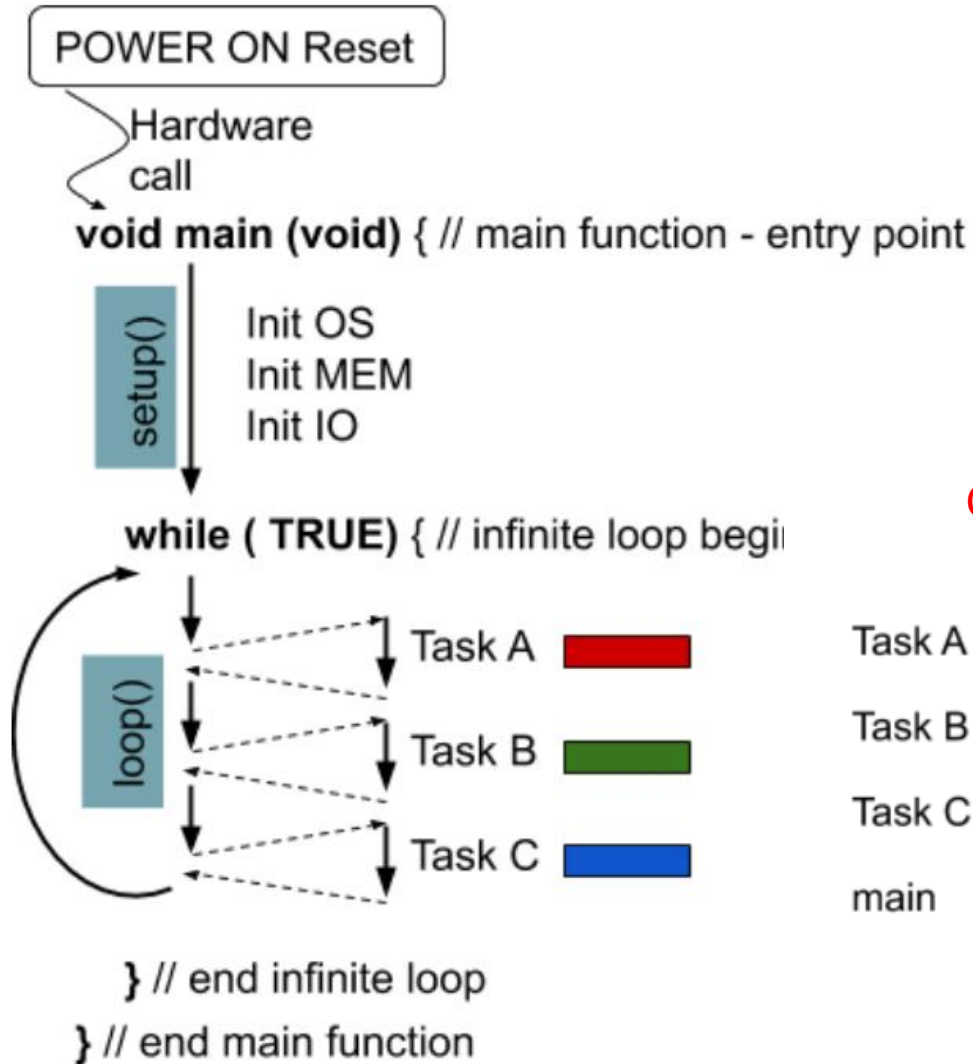 POWER ON Reset
Hardware
call
void main (void) { // main function - entry point
setup()
Init OS
Init MEM
Init IO
while ( TRUE) { // infinite loop
loop()
Task A
Task B
Task C
Task A
Task B
Task C
main
} // end infinite loop
} // end main function